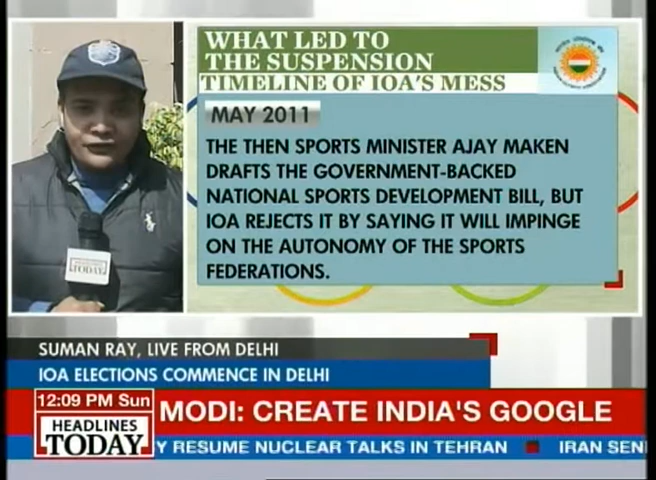 WHAT LED TO
THE SUSPENSION
TIMELINE OF IOA'S MESS
MAY 2011
THE THEN SPORTS MINISTER AJAY MAKEN
DRAFTS THE GOVERNMENT-BACKED
NATIONAL SPORTS DEVELOPMENT BILL, BUT
IOA REJECTS IT BY SAYING IT WILL IMPINGE
ON THE AUTONOMY OF THE SPORTS
FEDERATIONS.
TODAY
SUMAN RAY, LIVE FROM DELHI
IOA ELECTIONS COMMENCE IN DELHI
12:09 PM Sun
MODI: CREATE INDIA'S GOOGLE
HEADLINES
TODAY
Y RESUME NUCLEAR TALKS IN TEHRAN IRAN SEN